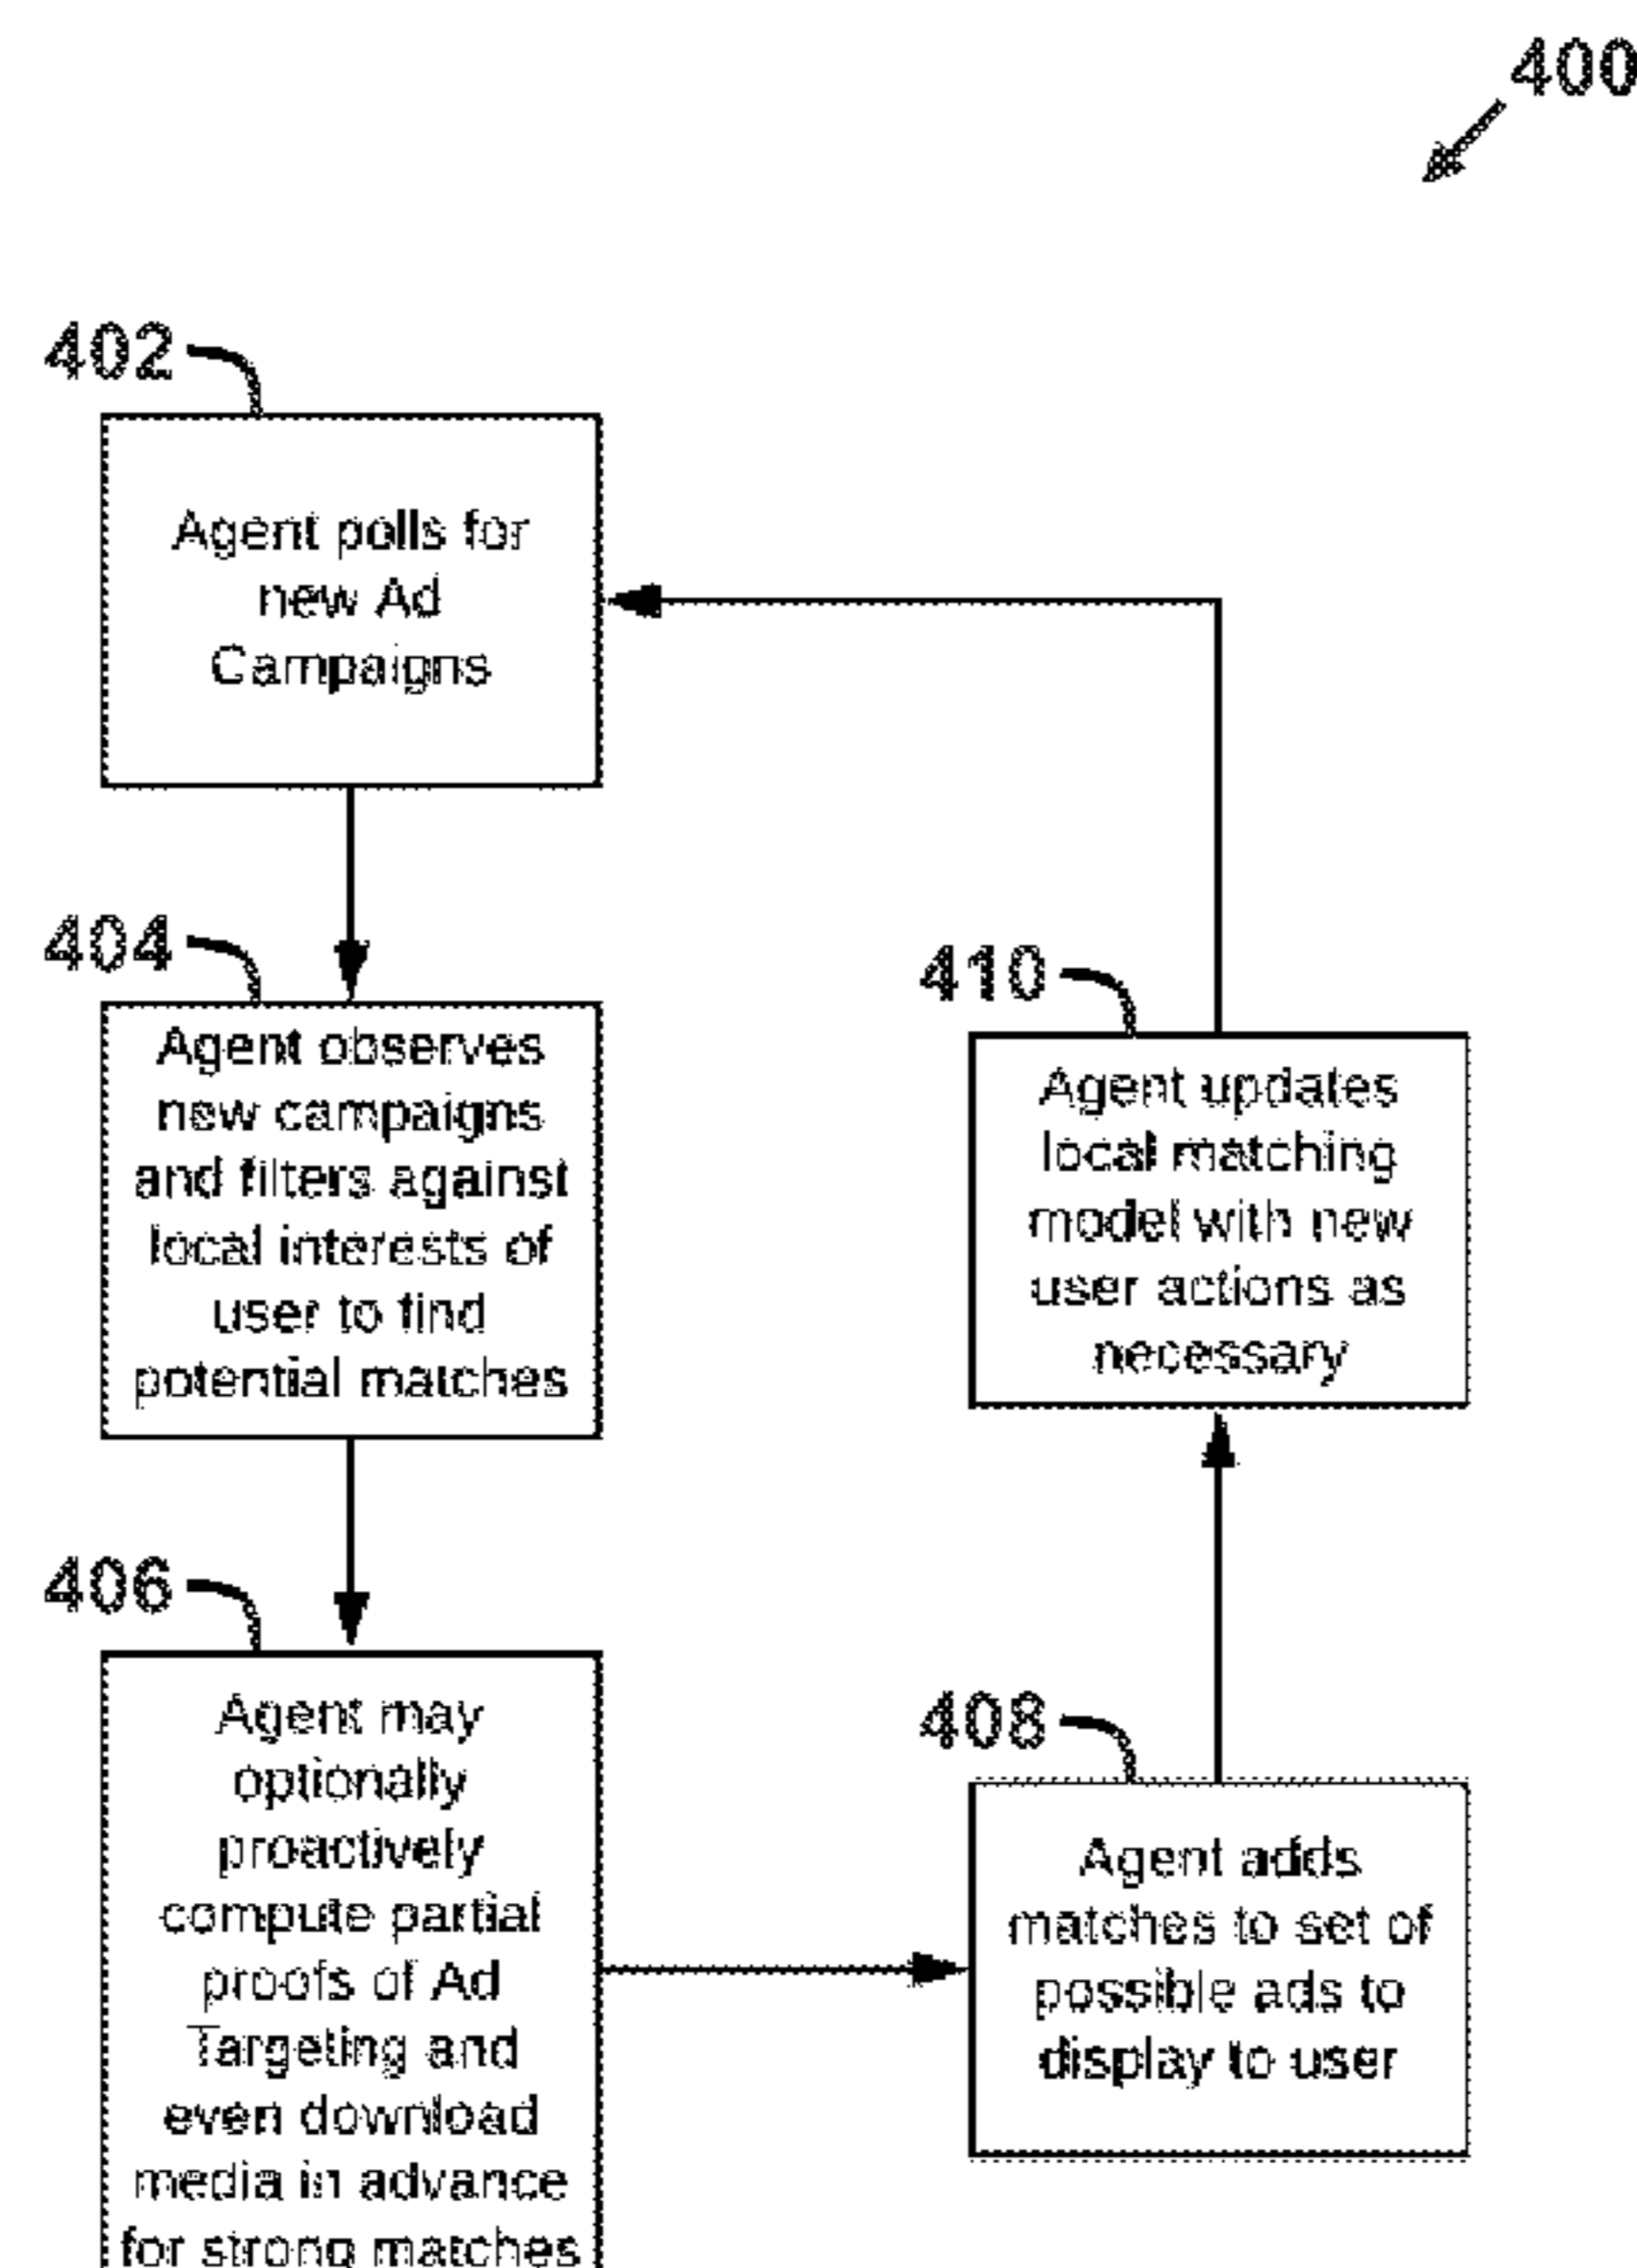 400
402
Agent polls for
new Ad
Campaigns
404
Agent observes
new campaigns
and filters against
local interests of
user to find
potential matches
406
Agent may
optionally
proactively
compute partial
proofs of Ad
Targeting and
even download
media in advance
for strong matches
408
Agent adds
matches to set of
possible ads to
display to user
410
Agent updates
local matching
model with new
user actions as
necessary